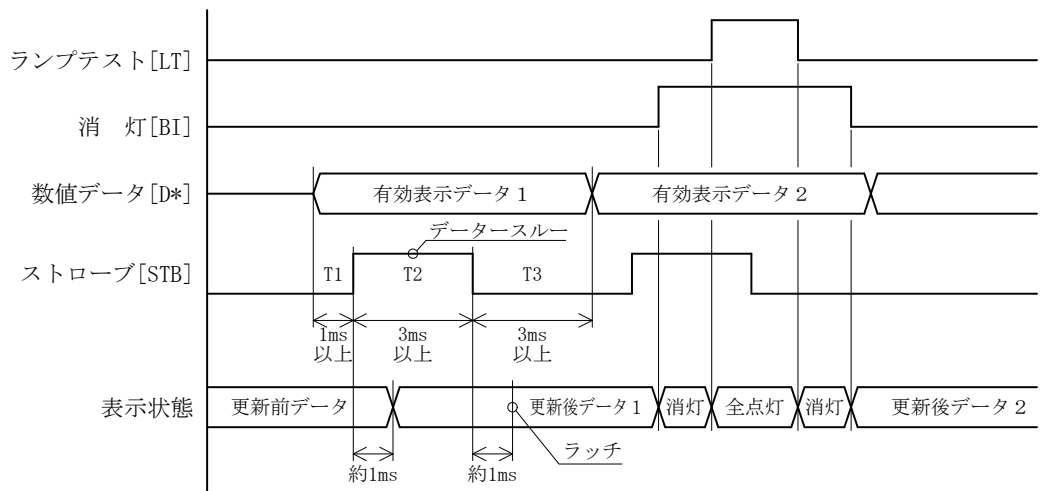 ランプテスト[LT]
消 灯[BI]
数値データ[D*]
有効表示データ1
有効表示データ2
データースルー
ストローブ[STB]
T1
T2
T3
1ms
以上
3ms
以上
3ms
以上
表示状態
更新前データ
更新後データ1
消灯
全点灯
消灯
更新後データ2
ラッチ
約1ms
約1ms